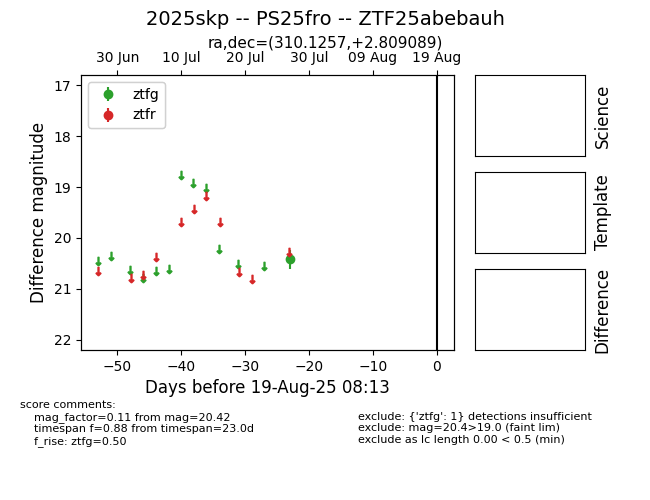 2025skp -- PS25fro -- ZTF25abebauh
ra,dec=(310.1257,+2.809089)
30 Jun 10 Jul 20 Jul 30 Jul 09 Aug 19 Aug
ztfg
ztfr
17
18
19
20
21
22
Difference magnitude
−50 −40 −30 −20 −10 0
Days before 19-Aug-25 08:13
Science
Template
Difference
score comments:
mag_factor=0.11 from mag=20.42
timespan f=0.88 from timespan=23.0d
f_rise: ztfg=0.50
exclude: {'ztfg': 1} detections insufficient
exclude: mag=20.4>19.0 (faint lim)
exclude as lc length 0.00 < 0.5 (min)